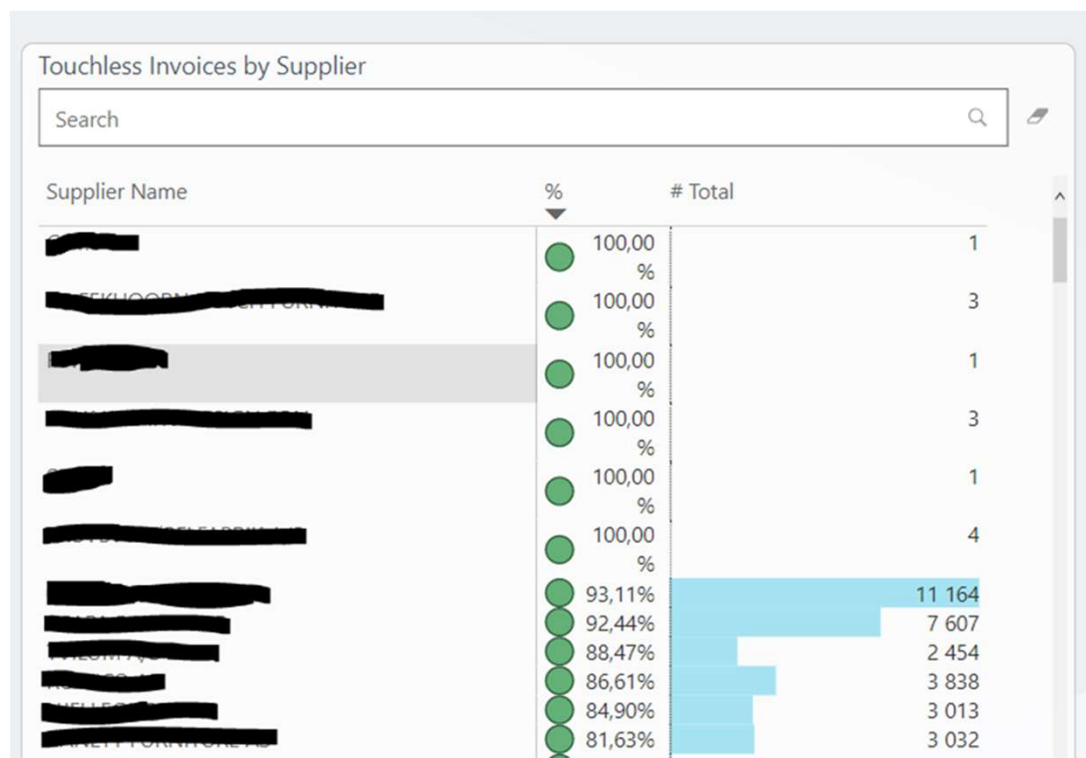 Touchless Invoices by Supplier
Search
Supplier Name % # Total
100,00 % 1
100,00 % 3
100,00 % 1
100,00 % 3
100,00 % 1
100,00 % 4
93,11% 11 164
92,44% 7 607
88,47% 2 454
86,61% 3 838
84,90% 3 013
81,63% 3 032